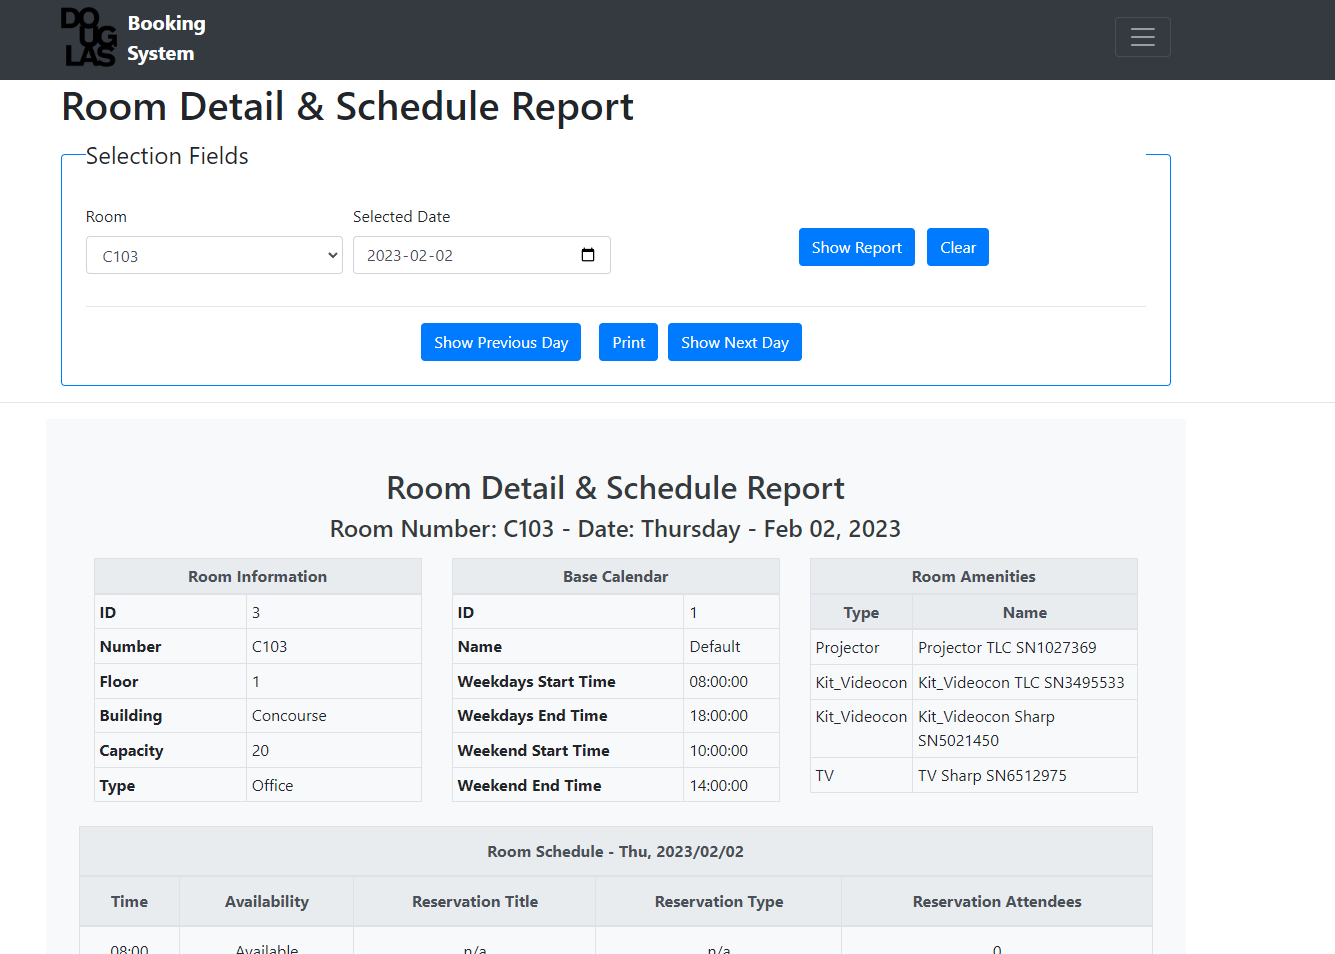 DO
UG
LAS
Booking
System
Room Detail & Schedule Report
Selection Fields
Room
Selected Date
C103
2023-02-02
Show Report
Clear
Show Previous Day
Print
Show Next Day
Room Detail & Schedule Report
Room Number: C103 - Date: Thursday - Feb 02, 2023
Room Information
ID 3
Number C103
Floor 1
Building Concourse
Capacity 20
Type Office
Base Calendar
ID 1
Name Default
Weekdays Start Time 08:00:00
Weekdays End Time 18:00:00
Weekend Start Time 10:00:00
Weekend End Time 14:00:00
Room Amenities
Type Name
Projector Projector TLC SN1027369
Kit_Videocon Kit_Videocon TLC SN3495533
Kit_Videocon Kit_Videocon Sharp
SN5021450
TV TV Sharp SN6512975
Room Schedule - Thu, 2023/02/02
Time Availability Reservation Title Reservation Type Reservation Attendees
08:00 Available n/a n/a 0